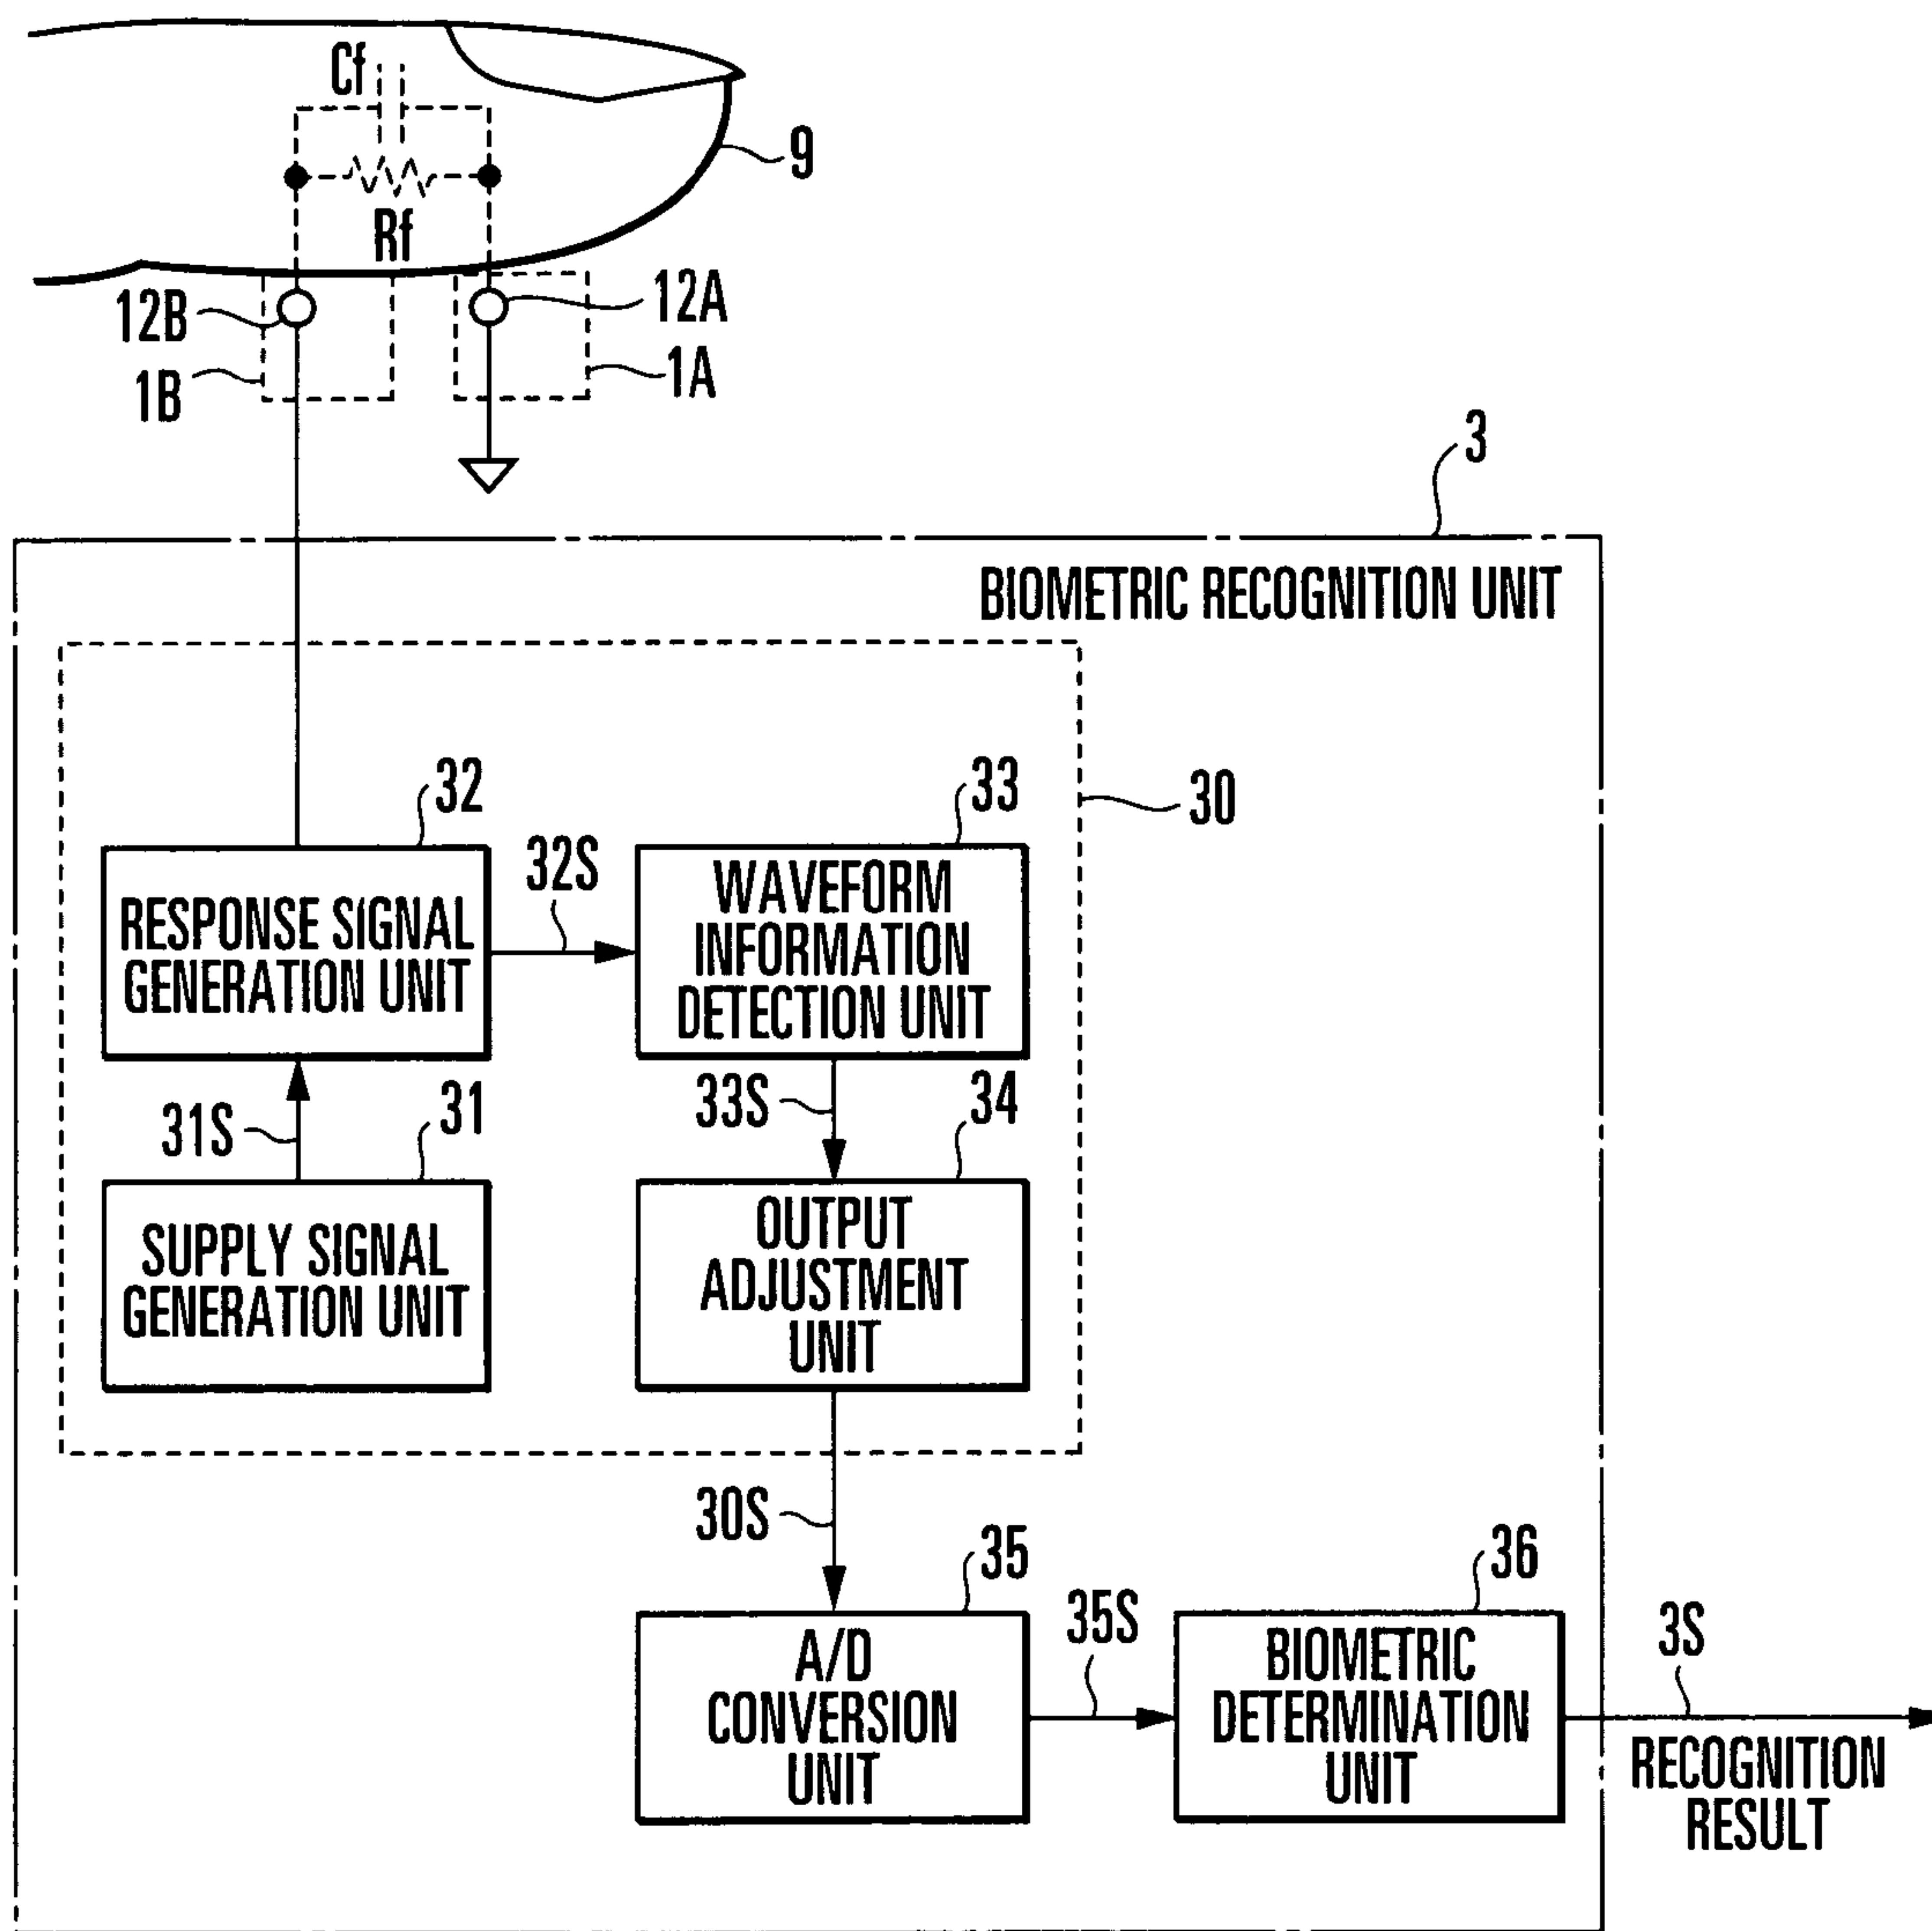 Cf
9
Rf
12B
12A
1B
1A
3
BIOMETRIC RECOGNITION UNIT
32
33
30
32S
RESPONSE SIGNAL
GENERATION UNIT
WAVEFORM
INFORMATION
DETECTION UNIT
31S
31
33S
34
SUPPLY SIGNAL
GENERATION UNIT
OUTPUT
ADJUSTMENT
UNIT
30S
35
36
35S
3S
A/D
CONVERSION
UNIT
BIOMETRIC
DETERMINATION
UNIT
RECOGNITION
RESULT